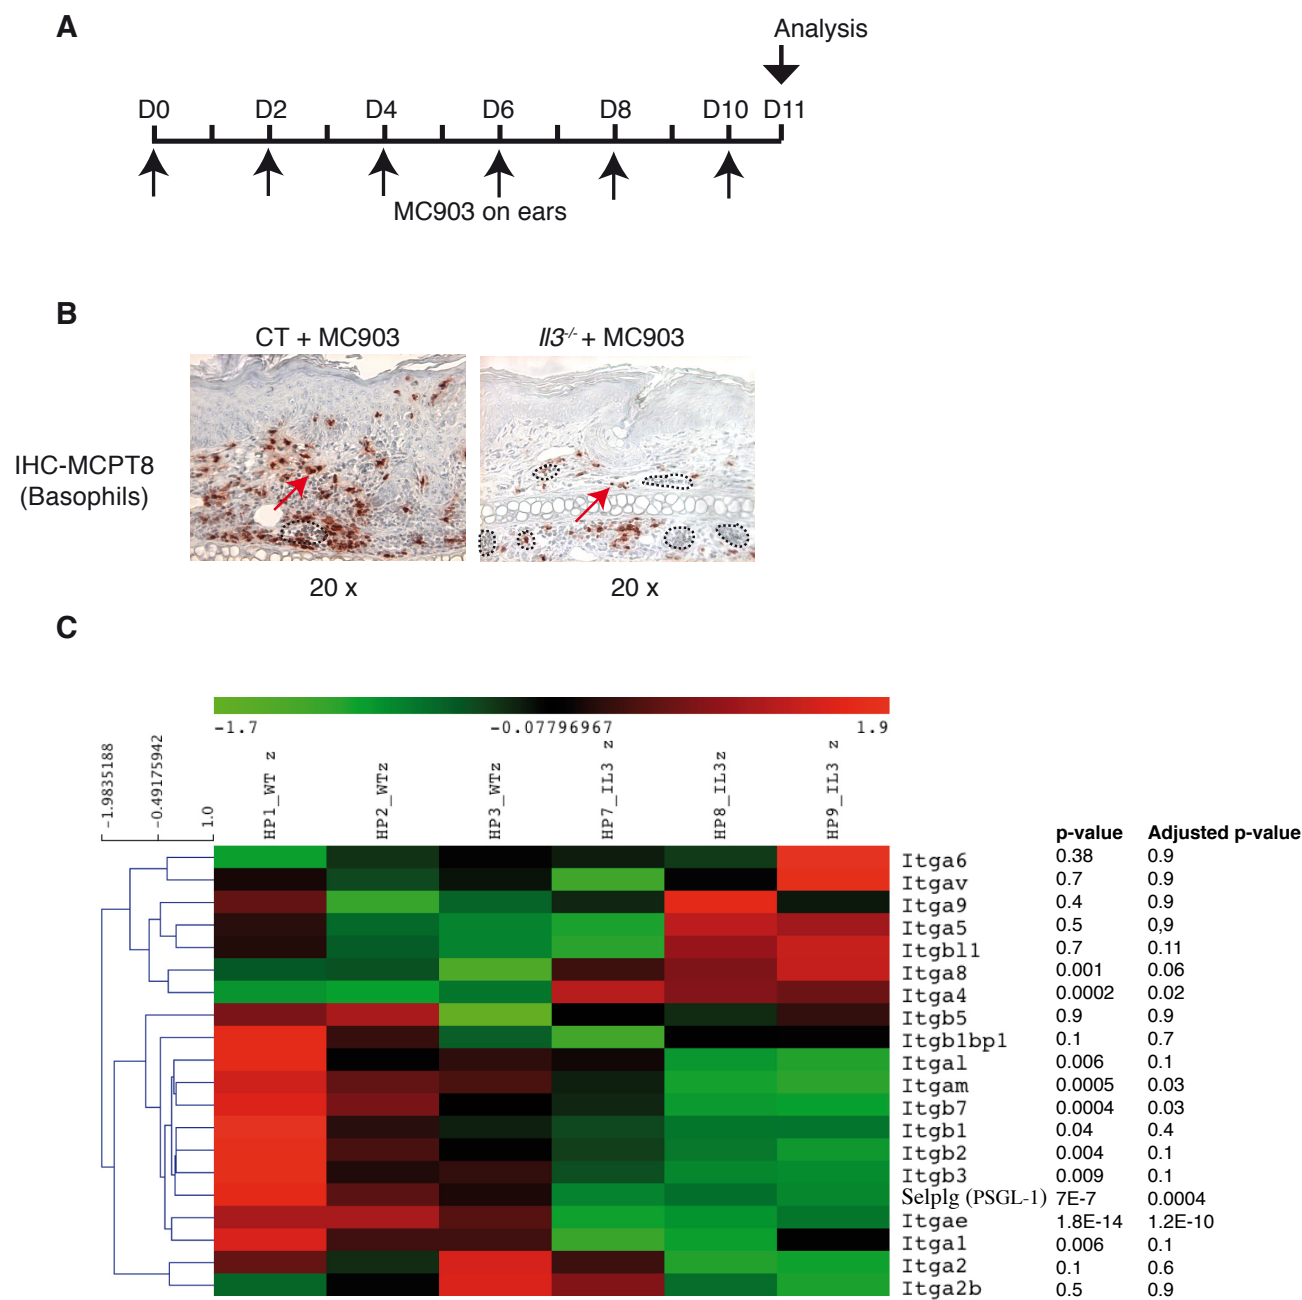 A
Analysis
D0 D2 D4 D6 D8 D10 D11
MC903 on ears
B
CT + MC903
Il3-/- + MC903
IHC-MCPT8
(Basophils)
20 x
20 x
C
-1.7 -0.07796967 1.9
-1.9835188
-0.49175942
1.0
HP1_WT z
HP2_WTz
HP3_WTz
HP7_IL3 z
HP8_IL3z
HP9_IL3 z
p-value Adjusted p-value
Itga6 0.38 0.9
Itgav 0.7 0.9
Itga9 0.4 0.9
Itga5 0.5 0,9
Itgbl1 0.7 0.11
Itga8 0.001 0.06
Itga4 0.0002 0.02
Itgb5 0.9 0.9
Itgb1bp1 0.1 0.7
Itgal 0.006 0.1
Itgam 0.0005 0.03
Itgb7 0.0004 0.03
Itgb1 0.04 0.4
Itgb2 0.004 0.1
Itgb3 0.009 0.1
Selplg (PSGL-1) 7E-7 0.0004
Itgae 1.8E-14 1.2E-10
Itga1 0.006 0.1
Itga2 0.1 0.6
Itga2b 0.5 0.9